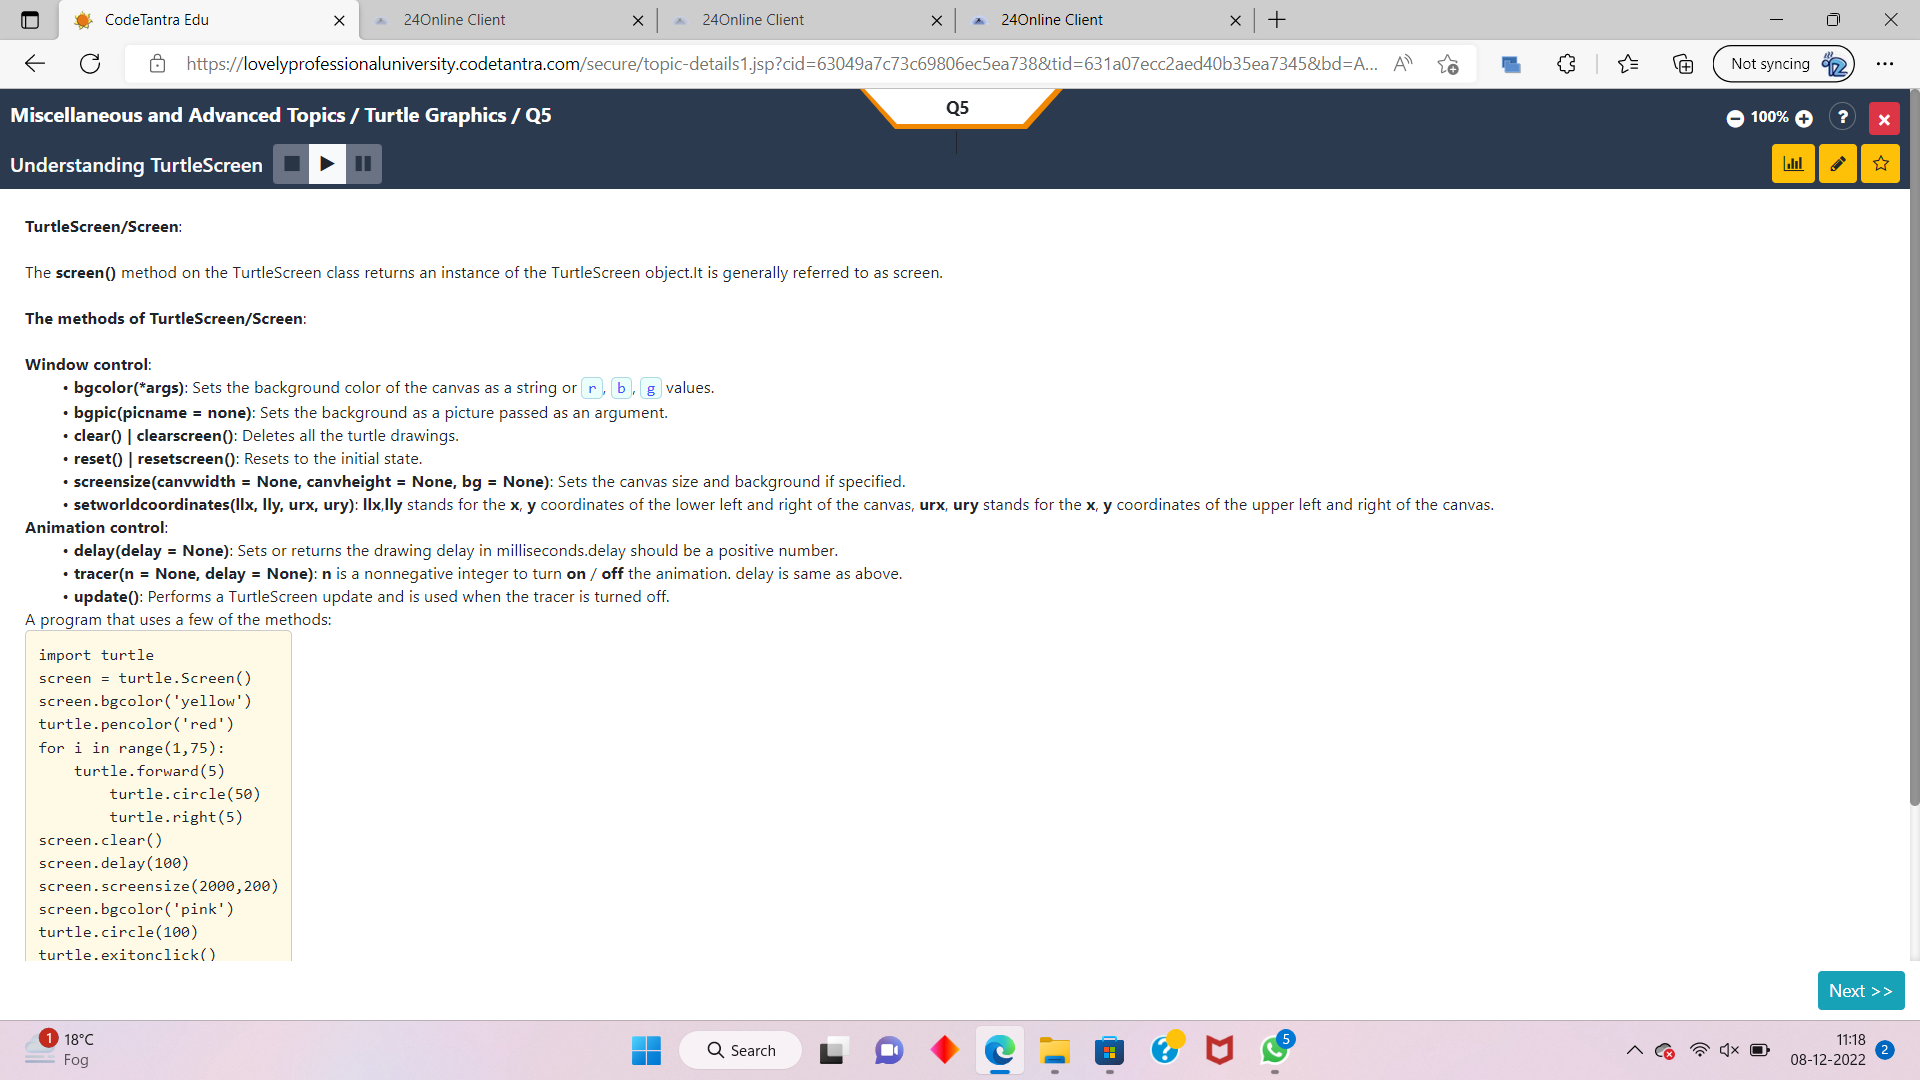 CodeTantra Edu
24Online Client
24Online Client
24Online Client
https://lovelyprofessionaluniversity.codetantra.com/secure/topic-details1.jsp?cid=63049a7c73c69806ec5ea738&tid=631a07ecc2aed40b35ea7345&bd=A...
Not syncing
Miscellaneous and Advanced Topics / Turtle Graphics / Q5
Q5
100%
?
Understanding TurtleScreen
TurtleScreen/Screen:
The screen() method on the TurtleScreen class returns an instance of the TurtleScreen object.It is generally referred to as screen.
The methods of TurtleScreen/Screen:
Window control:
• bgcolor(*args): Sets the background color of the canvas as a string or r, b, g values.
• bgpic(picname = none): Sets the background as a picture passed as an argument.
• clear() | clearscreen(): Deletes all the turtle drawings.
• reset() | resetscreen(): Resets to the initial state.
• screensize(canvwidth = None, canvheight = None, bg = None): Sets the canvas size and background if specified.
• setworldcoordinates(llx, lly, urx, ury): llx,lly stands for the x, y coordinates of the lower left and right of the canvas, urx, ury stands for the x, y coordinates of the upper left and right of the canvas.
Animation control:
• delay(delay = None): Sets or returns the drawing delay in milliseconds.delay should be a positive number.
• tracer(n = None, delay = None): n is a nonnegative integer to turn on / off the animation. delay is same as above.
• update(): Performs a TurtleScreen update and is used when the tracer is turned off.
A program that uses a few of the methods:
import turtle
screen = turtle.Screen()
screen.bgcolor('yellow')
turtle.pencolor('red')
for i in range(1,75):
    turtle.forward(5)
        turtle.circle(50)
        turtle.right(5)
screen.clear()
screen.delay(100)
screen.screensize(2000,200)
screen.bgcolor('pink')
turtle.circle(100)
turtle.exitonclick()
Next >>
1
18°C
Fog
Search
5
11:18
08-12-2022
2